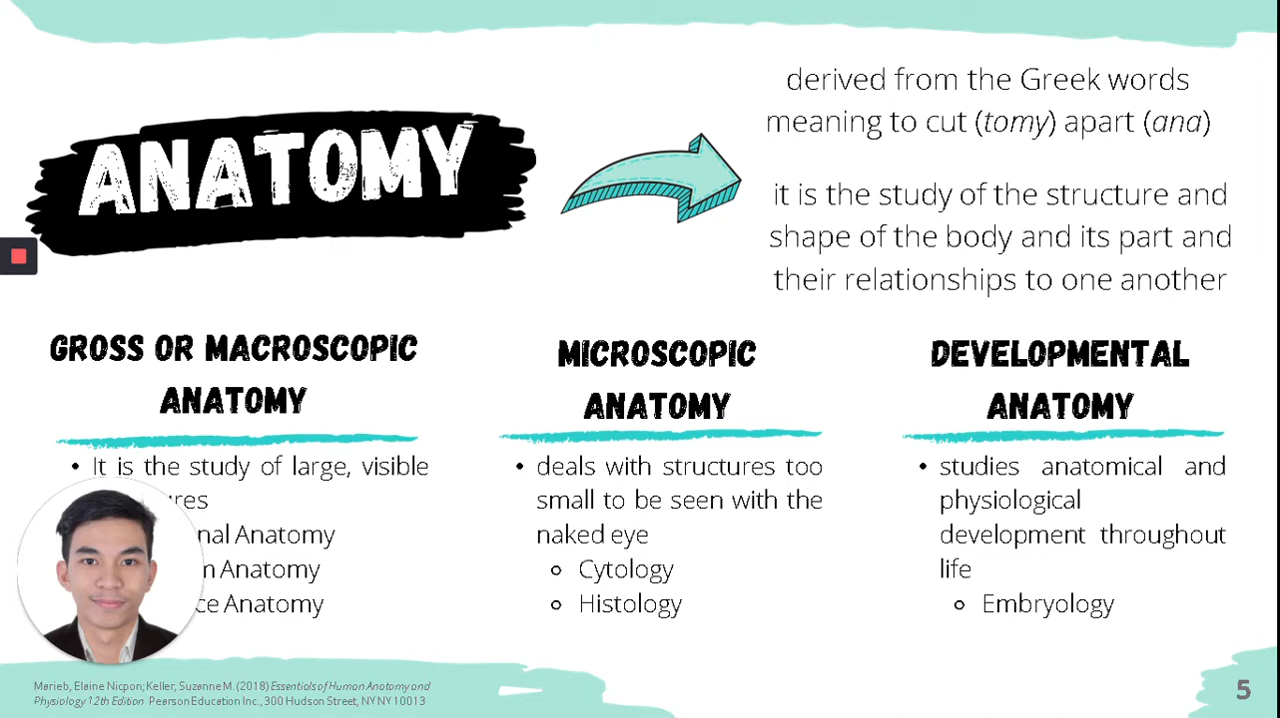 ANATOMY
derived from the Greek words
meaning to cut (tomy) apart (ana)
it is the study of the structure and
shape of the body and its part and
their relationships to one another
GROSS OR MACROSCOPIC
ANATOMY
• It is the study of large, visible
Anatomy
Anatomy
Anatomy
MICROSCOPIC
ANATOMY
• deals with structures too
small to be seen with the
naked eye
Cytology
Histology
DEVELOPMENTAL
ANATOMY
• studies anatomical and
physiological
development throughout
life
Embryology
Marieb, Elaine Nicpon; Keller, Suzanne M. (2018) Essentials of Human Anatomy and
Physiology 12th Edition Pearson Education Inc., 300 Hudson Street, NY NY 10013
5